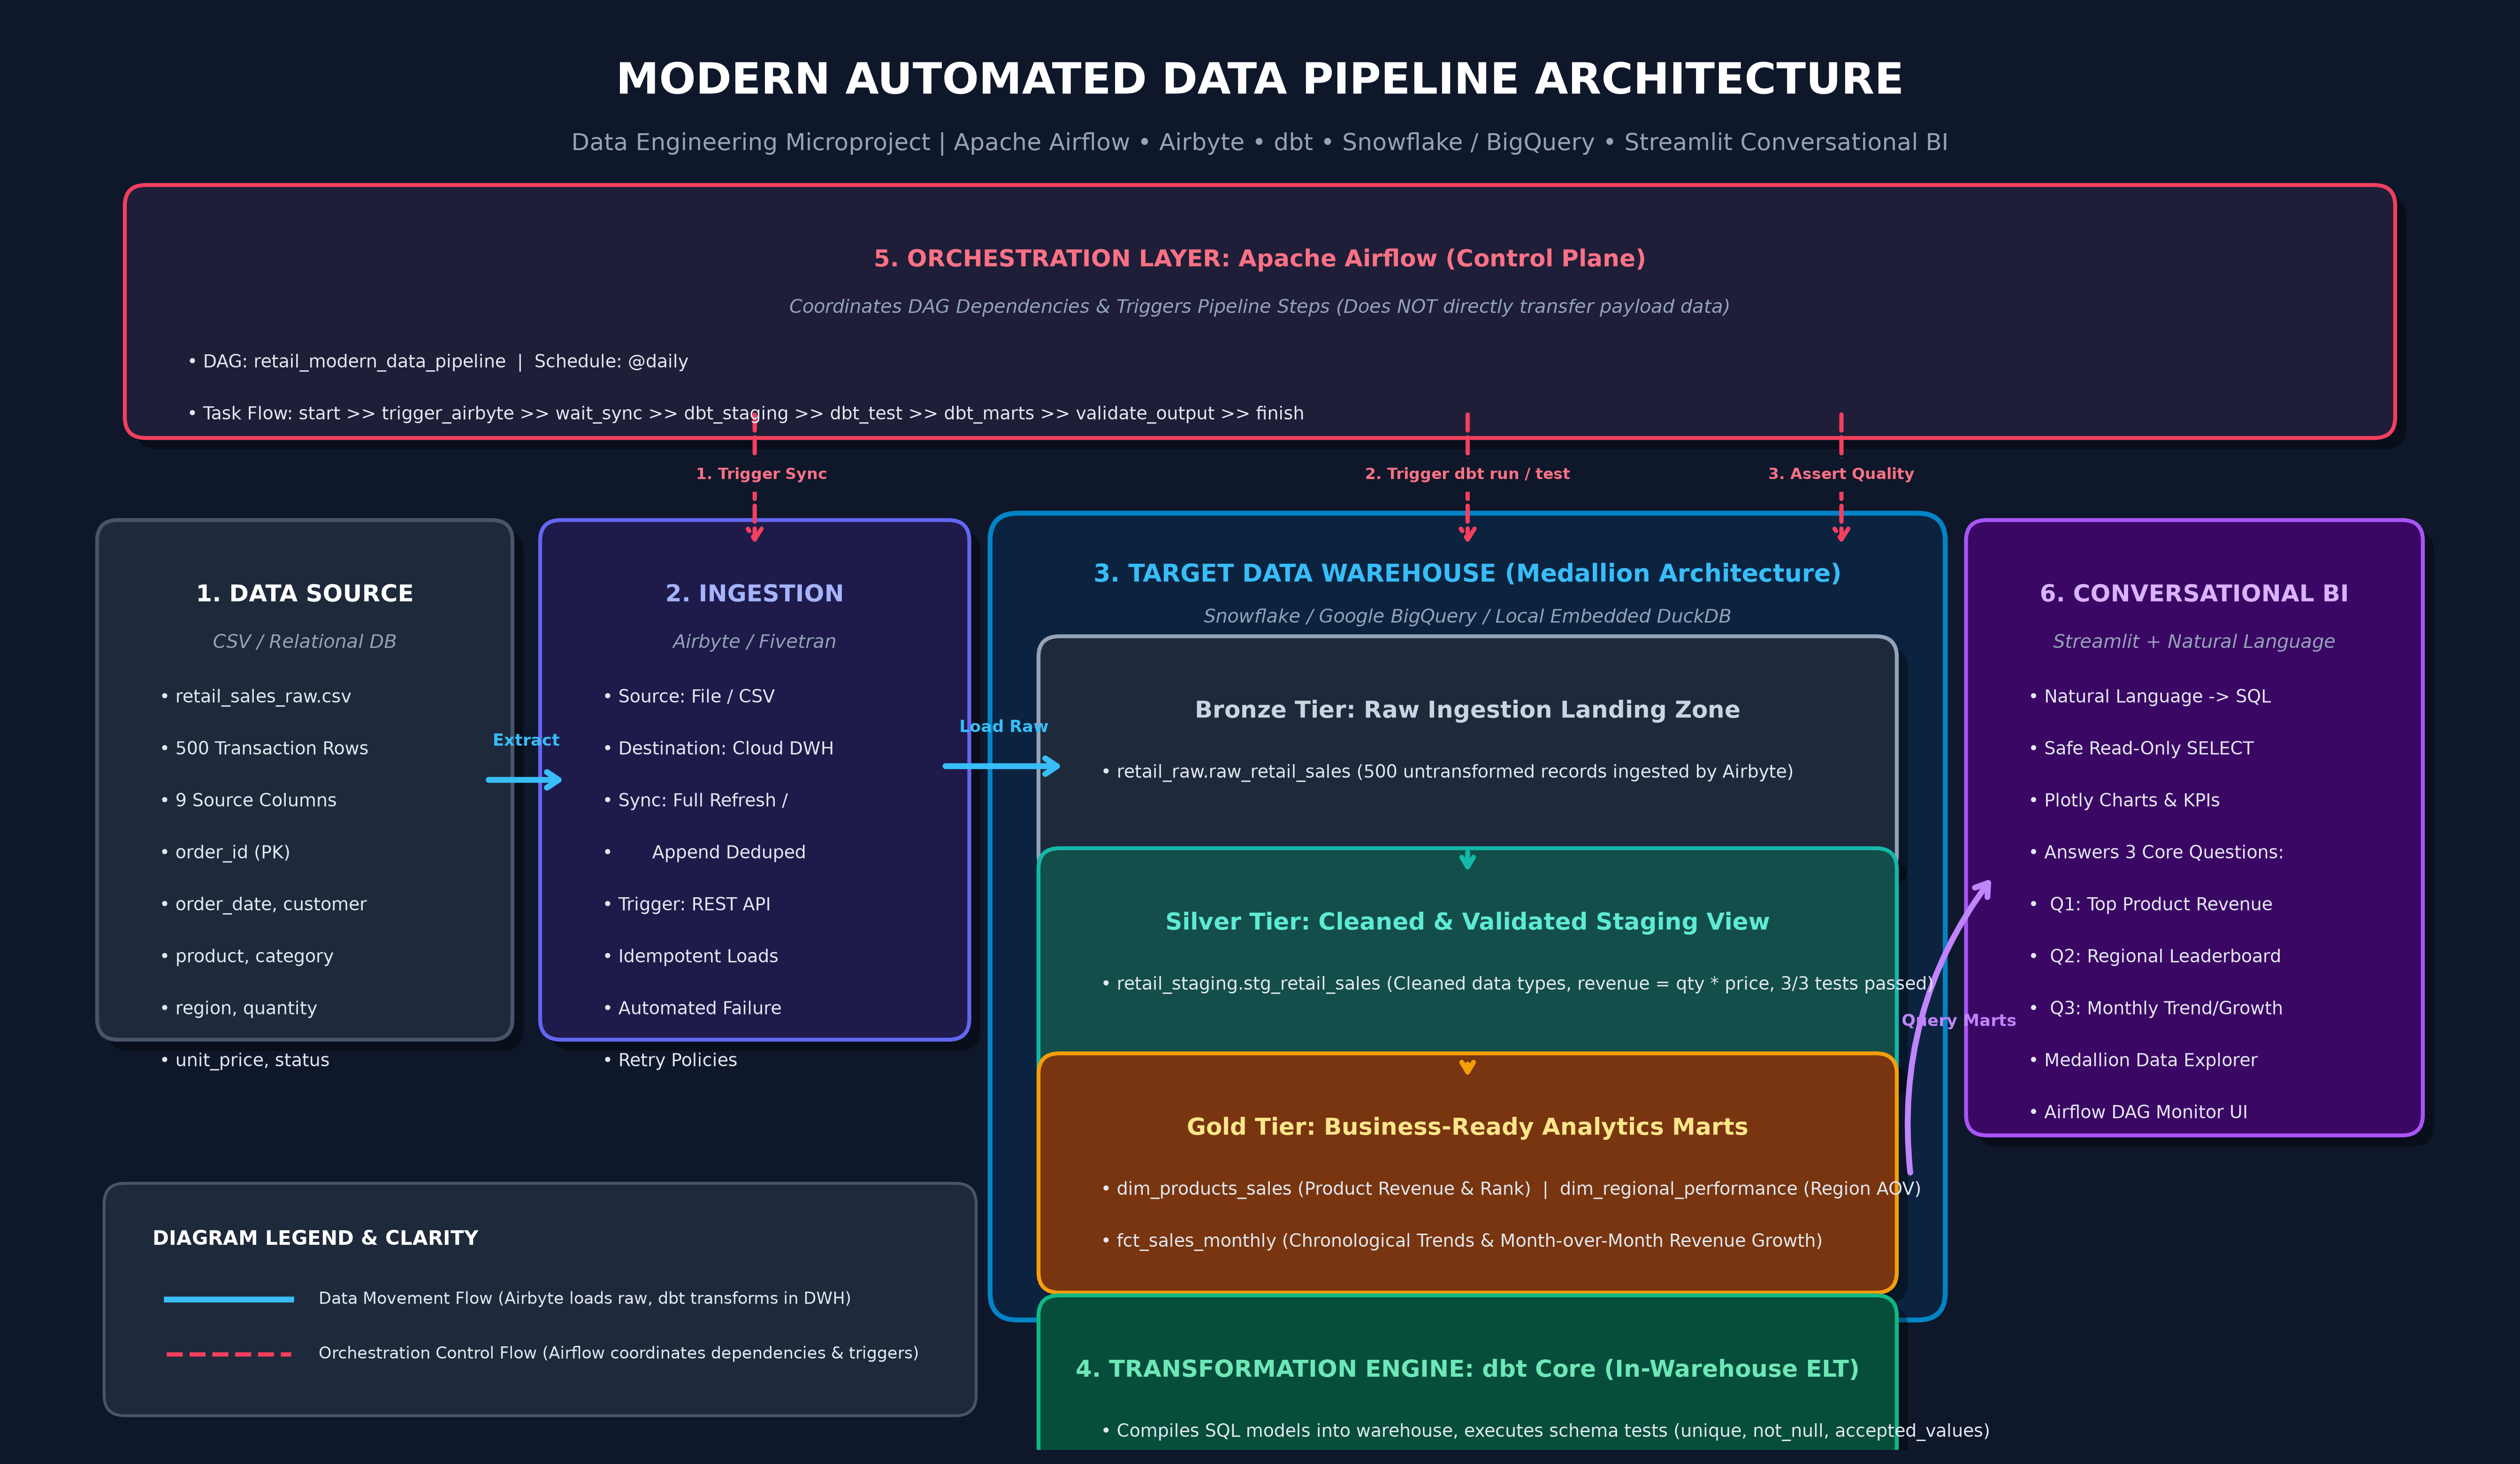 MODERN AUTOMATED DATA PIPELINE ARCHITECTURE
Data Engineering Microproject | Apache Airflow • Airbyte • dbt • Snowflake / BigQuery • Streamlit Conversational BI
5. ORCHESTRATION LAYER: Apache Airflow (Control Plane)
Coordinates DAG Dependencies & Triggers Pipeline Steps (Does NOT directly transfer payload data)
• DAG: retail_modern_data_pipeline | Schedule: @daily
• Task Flow: start >> trigger_airbyte >> wait_sync >> dbt_staging >> dbt_test >> dbt_marts >> validate_output >> finish
1. Trigger Sync
2. Trigger dbt run / test
3. Assert Quality
1. DATA SOURCE
CSV / Relational DB
• retail_sales_raw.csv
• 500 Transaction Rows
• 9 Source Columns
• order_id (PK)
• order_date, customer
• product, category
• region, quantity
• unit_price, status
Extract
2. INGESTION
Airbyte / Fivetran
• Source: File / CSV
• Destination: Cloud DWH
• Sync: Full Refresh /
• Append Deduped
• Trigger: REST API
• Idempotent Loads
• Automated Failure
• Retry Policies
Load Raw
3. TARGET DATA WAREHOUSE (Medallion Architecture)
Snowflake / Google BigQuery / Local Embedded DuckDB
Bronze Tier: Raw Ingestion Landing Zone
• retail_raw.raw_retail_sales (500 untransformed records ingested by Airbyte)
Silver Tier: Cleaned & Validated Staging View
• retail_staging.stg_retail_sales (Cleaned data types, revenue = qty * price, 3/3 tests passed)
Gold Tier: Business-Ready Analytics Marts
• dim_products_sales (Product Revenue & Rank) | dim_regional_performance (Region AOV)
• fct_sales_monthly (Chronological Trends & Month-over-Month Revenue Growth)
4. TRANSFORMATION ENGINE: dbt Core (In-Warehouse ELT)
• Compiles SQL models into warehouse, executes schema tests (unique, not_null, accepted_values)
Query Marts
6. CONVERSATIONAL BI
Streamlit + Natural Language
• Natural Language -> SQL
• Safe Read-Only SELECT
• Plotly Charts & KPIs
• Answers 3 Core Questions:
• Q1: Top Product Revenue
• Q2: Regional Leaderboard
• Q3: Monthly Trend/Growth
• Medallion Data Explorer
• Airflow DAG Monitor UI
DIAGRAM LEGEND & CLARITY
Data Movement Flow (Airbyte loads raw, dbt transforms in DWH)
Orchestration Control Flow (Airflow coordinates dependencies & triggers)